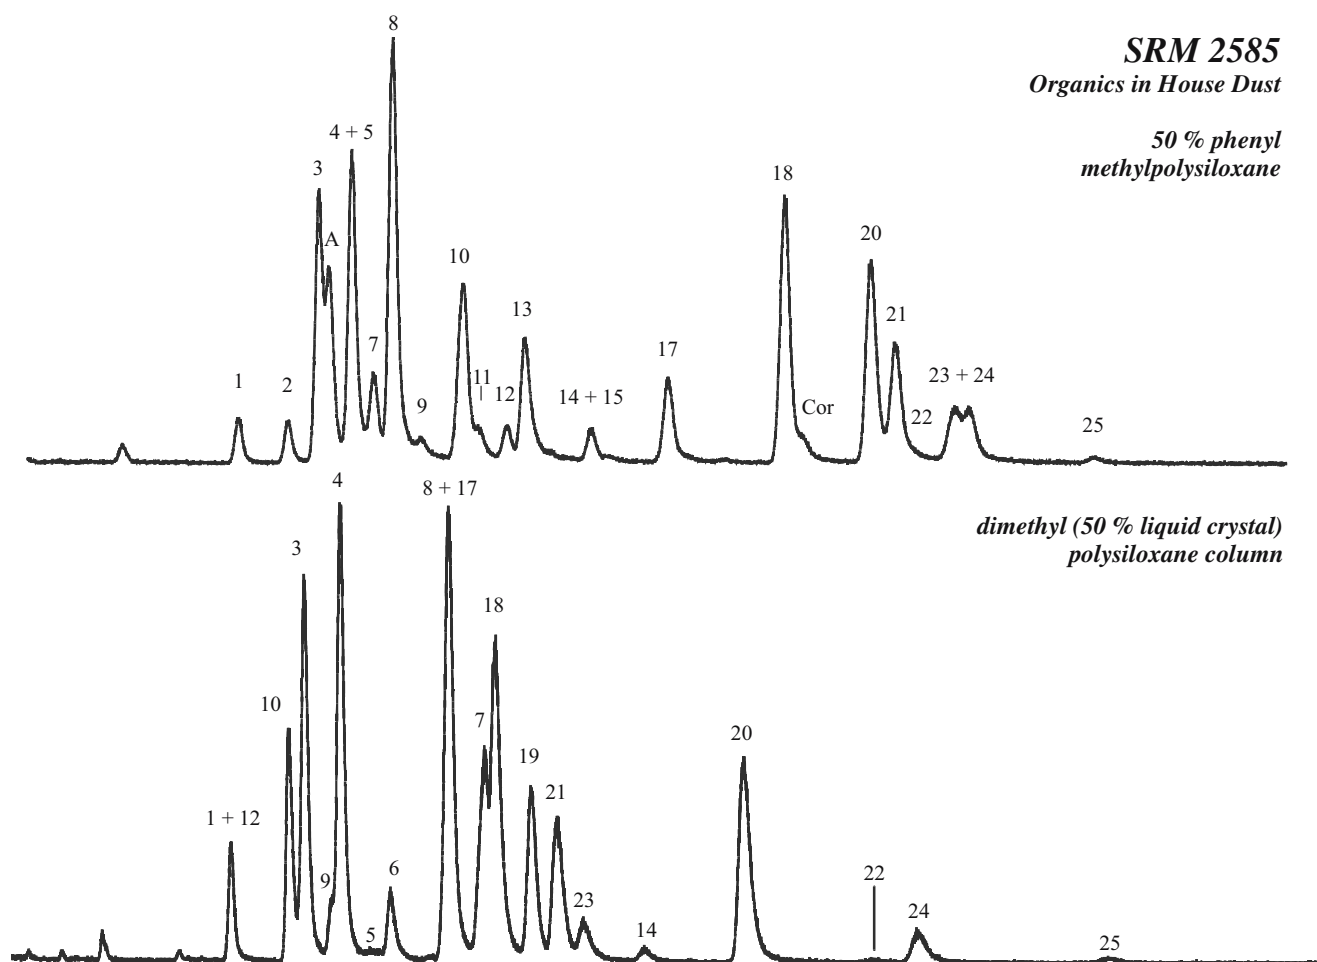 SRM 2585
Organics in House Dust
50 % phenyl
methylpolysiloxane
8
4 + 5
3
A
7
1
2
9
10
11
12
13
14 + 15
17
18
Cor
20
21
22
23 + 24
25
dimethyl (50 % liquid crystal)
polysiloxane column
4
8 + 17
3
18
10
7
20
19
21
1 + 12
9
6
5
23
14
22
24
25